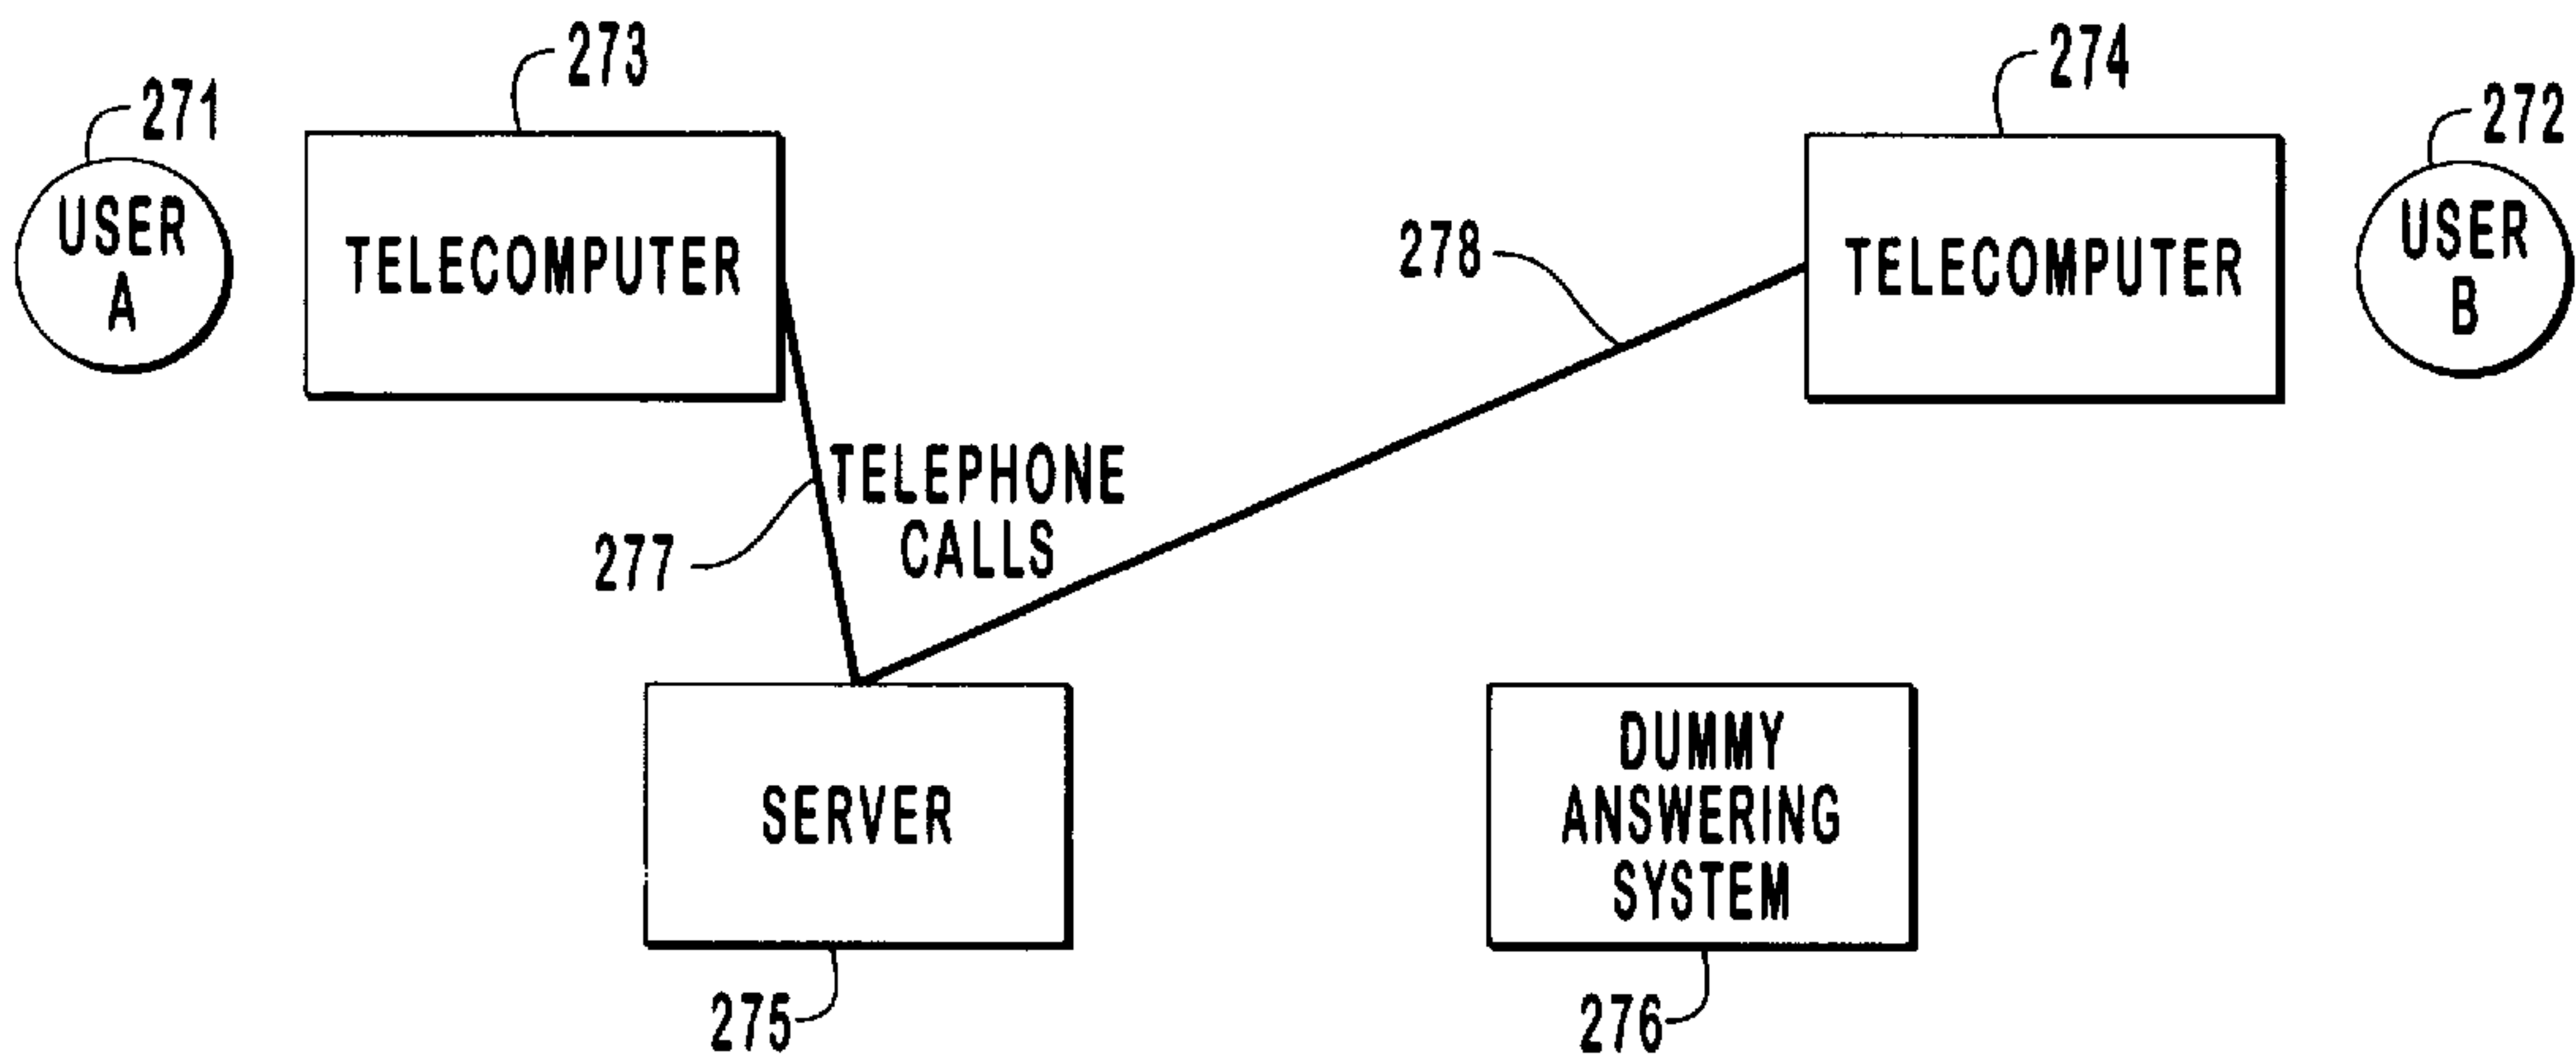 273
274
271
272
USER
A
TELECOMPUTER
278
TELECOMPUTER
USER
B
TELEPHONE
CALLS
277
SERVER
DUMMY
ANSWERING
SYSTEM
275
276